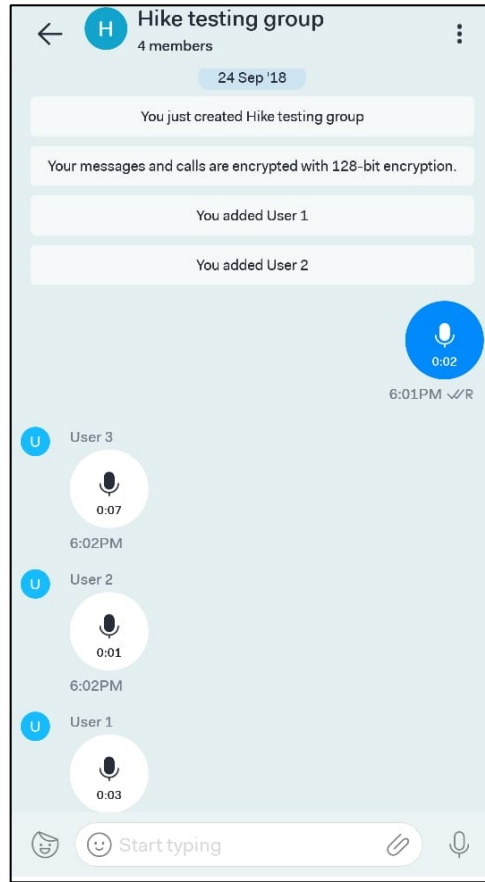 H
Hike testing group
4 members
24 Sep '18
You just created Hike testing group
Your messages and calls are encrypted with 128-bit encryption.
You added User 1
You added User 2
0:02
6:01PM ✓✓R
U
User 3
0:07
6:02PM
U
User 2
0:01
6:02PM
U
User 1
0:03
Start typing